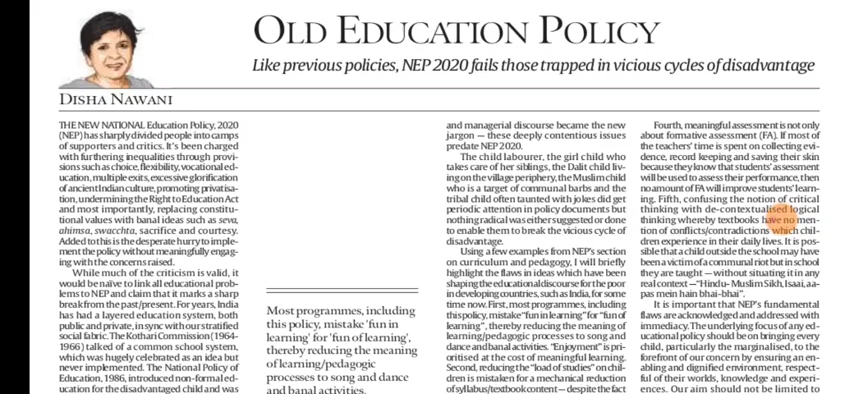 OLD EDUCATION POLICY
Like previous policies, NEP 2020 fails those trapped in vicious cycles of disadvantage
DISHA NAWANI
THE NEW NATIONAL Education Policy, 2020
(NEP) has sharply divided people into camps
of supporters and critics. It's been charged
with furthering inequalities through provi-
sions such as choice, flexibility, vocational ed-
ucation, multiple exits, excessive glorification
of ancient Indian culture, promoting privatisa-
tion, undermining the Right to Education Act
and most importantly, replacing constitu-
tional values with banal ideas such as seva,
ahimsa, swacchta, sacrifice and courtesy.
Added to this is the desperate hurry to imple-
ment the policy without meaningfully engag-
ing with the concerns raised.
While much of the criticism is valid, it
would be naive to link all educational prob-
lems to NEP and claim that it marks a sharp
break from the past/present. For years, India
has had a layered education system, both
public and private, in sync with our stratified
social fabric. The Kothari Commission (1964-
1966) talked of a common school system,
which was hugely celebrated as an idea but
never implemented. The National Policy of
Education, 1986, introduced non-formal ed-
ucation for the disadvantaged child and was
Most programmes, including
this policy, mistake 'fun in
learning' for 'fun of learning',
thereby reducing the meaning
of learning/pedagogic
processes to song and dance
and banal activities.
and managerial discourse became the new
jargon — these deeply contentious issues
predate NEP 2020.
The child labourer, the girl child who
takes care of her siblings, the Dalit child liv-
ing on the village periphery, the Muslim child
who is a target of communal barbs and the
tribal child often taunted with jokes did get
periodic attention in policy documents but
nothing radical was either suggested or done
to enable them to break the vicious cycle of
disadvantage.
Using a few examples from NEP's section
on curriculum and pedagogy, I will briefly
highlight the flaws in ideas which have been
shaping the educational discourse for the poor
in developing countries, such as India, for some
time now. First, most programmes, including
this policy, mistake "fun in learning" for "fun of
learning", thereby reducing the meaning of
learning/pedagogic processes to song and
dance and banal activities. "Enjoyment" is pri-
oritised at the cost of meaningful learning.
Second, reducing the "load of studies" on chil-
dren is mistaken for a mechanical reduction
of syllabus/textbook content — despite the fact
Fourth, meaningful assessment is not only
about formative assessment (FA). If most of
the teachers' time is spent on collecting evi-
dence, record keeping and saving their skin
because they know that students' assessment
will be used to assess their performance, then
no amount of FA will improve students' learn-
ing. Fifth, confusing the notion of critical
thinking with de-contextualised logical
thinking whereby textbooks have no men-
tion of conflicts/contradictions which chil-
dren experience in their daily lives. It is pos-
sible that a child outside the school may have
been a victim of a communal riot but in school
they are taught — without situating it in any
real context —"Hindu- Muslim Sikh, Isaai, aa-
pas mein hain bhai-bhai".
It is important that NEP's fundamental
flaws are acknowledged and addressed with
immediacy. The underlying focus of any ed-
ucational policy should be on bringing every
child, particularly the marginalised, to the
forefront of our concern by ensuring an en-
abling and dignified environment, respect-
ful of their worlds, knowledge and experi-
ences. Our aim should not be limited to